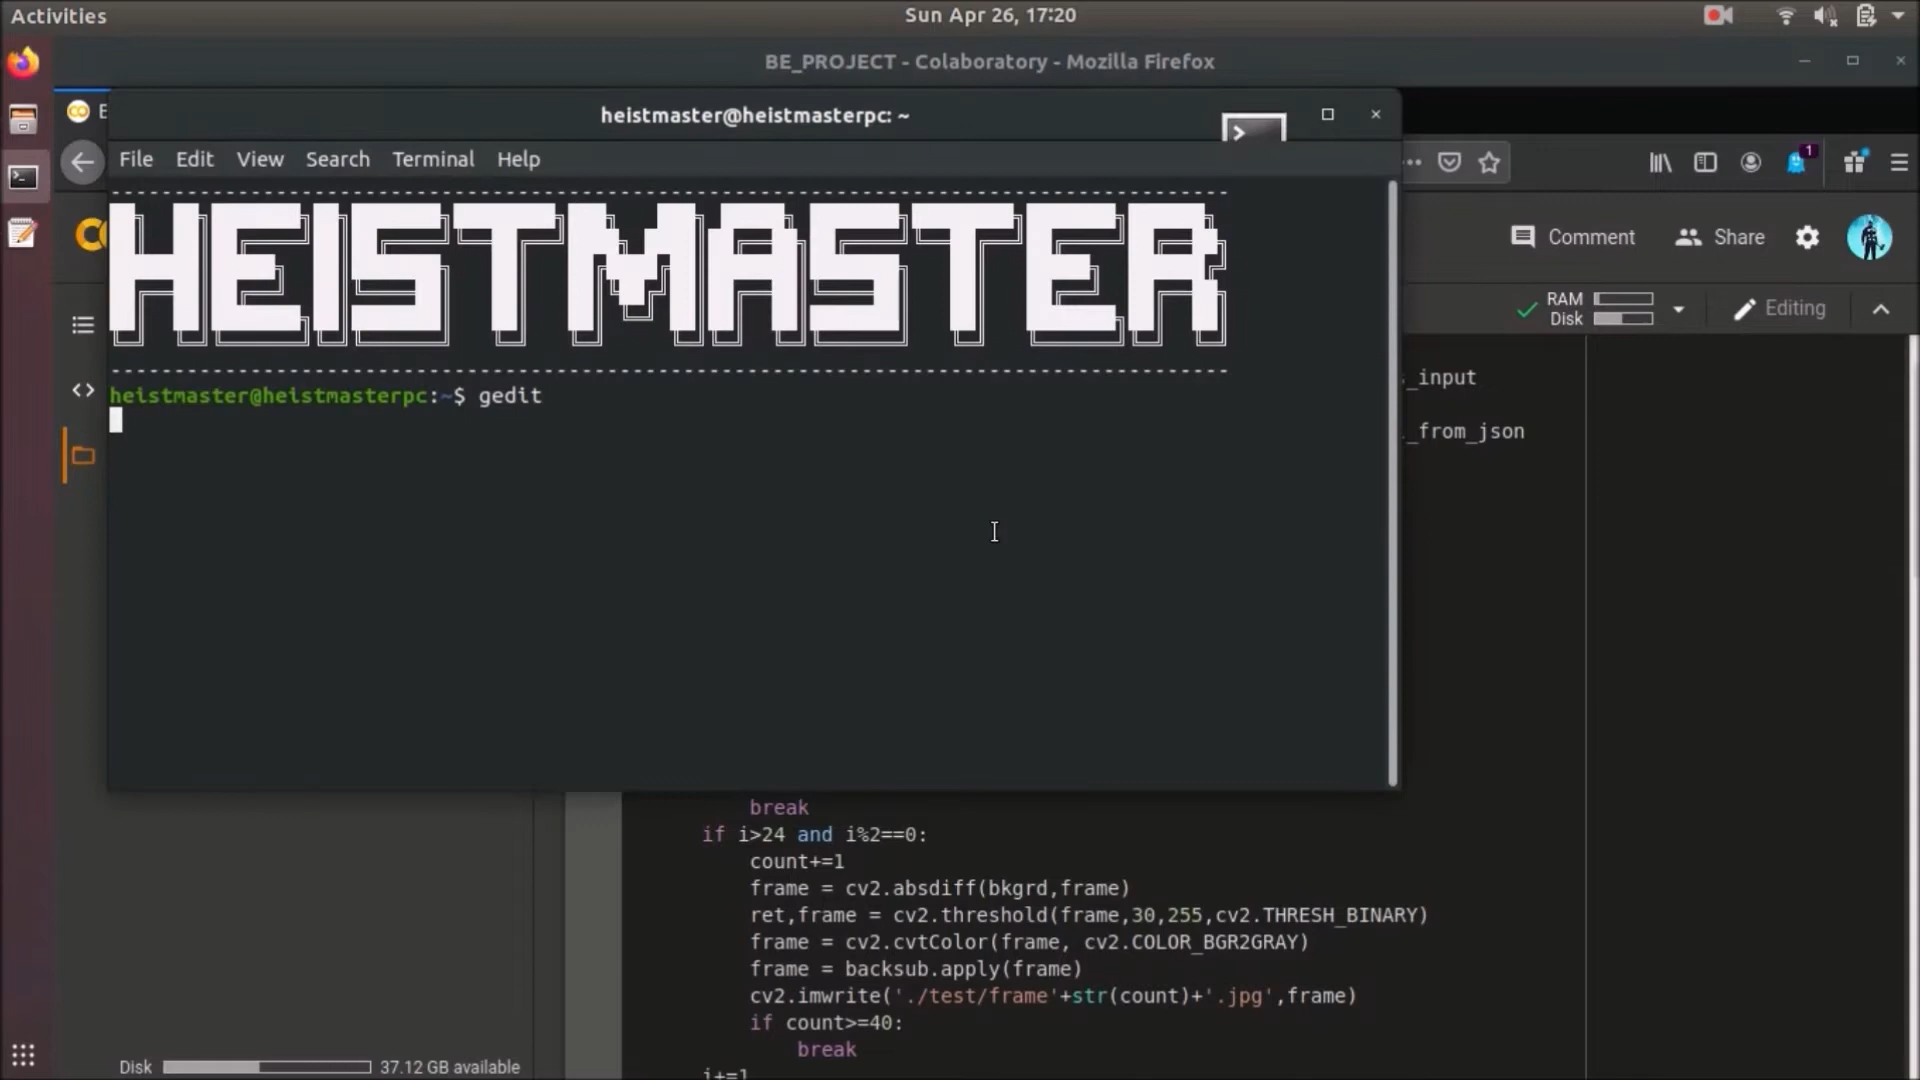 Activities
Sun Apr 26, 17:20
BE_PROJECT - Colaboratory - Mozilla Firefox
heistmaster@heistmasterpc: ~
File Edit View Search Terminal Help
1
HEISTMASTER
Comment
Share
RAM
Disk
Editing
heistmaster@heistmasterpc:~$ gedit
_input
_from_json
break
if i>24 and i%2==0:
count+=1
frame = cv2.absdiff(bkgrd,frame)
ret,frame = cv2.threshold(frame,30,255,cv2.THRESH_BINARY)
frame = cv2.cvtColor(frame, cv2.COLOR_BGR2GRAY)
frame = backsub.apply(frame)
cv2.imwrite('./test/frame'+str(count)+'.jpg',frame)
if count>=40:
break
i+=1
Disk 37.12 GB available